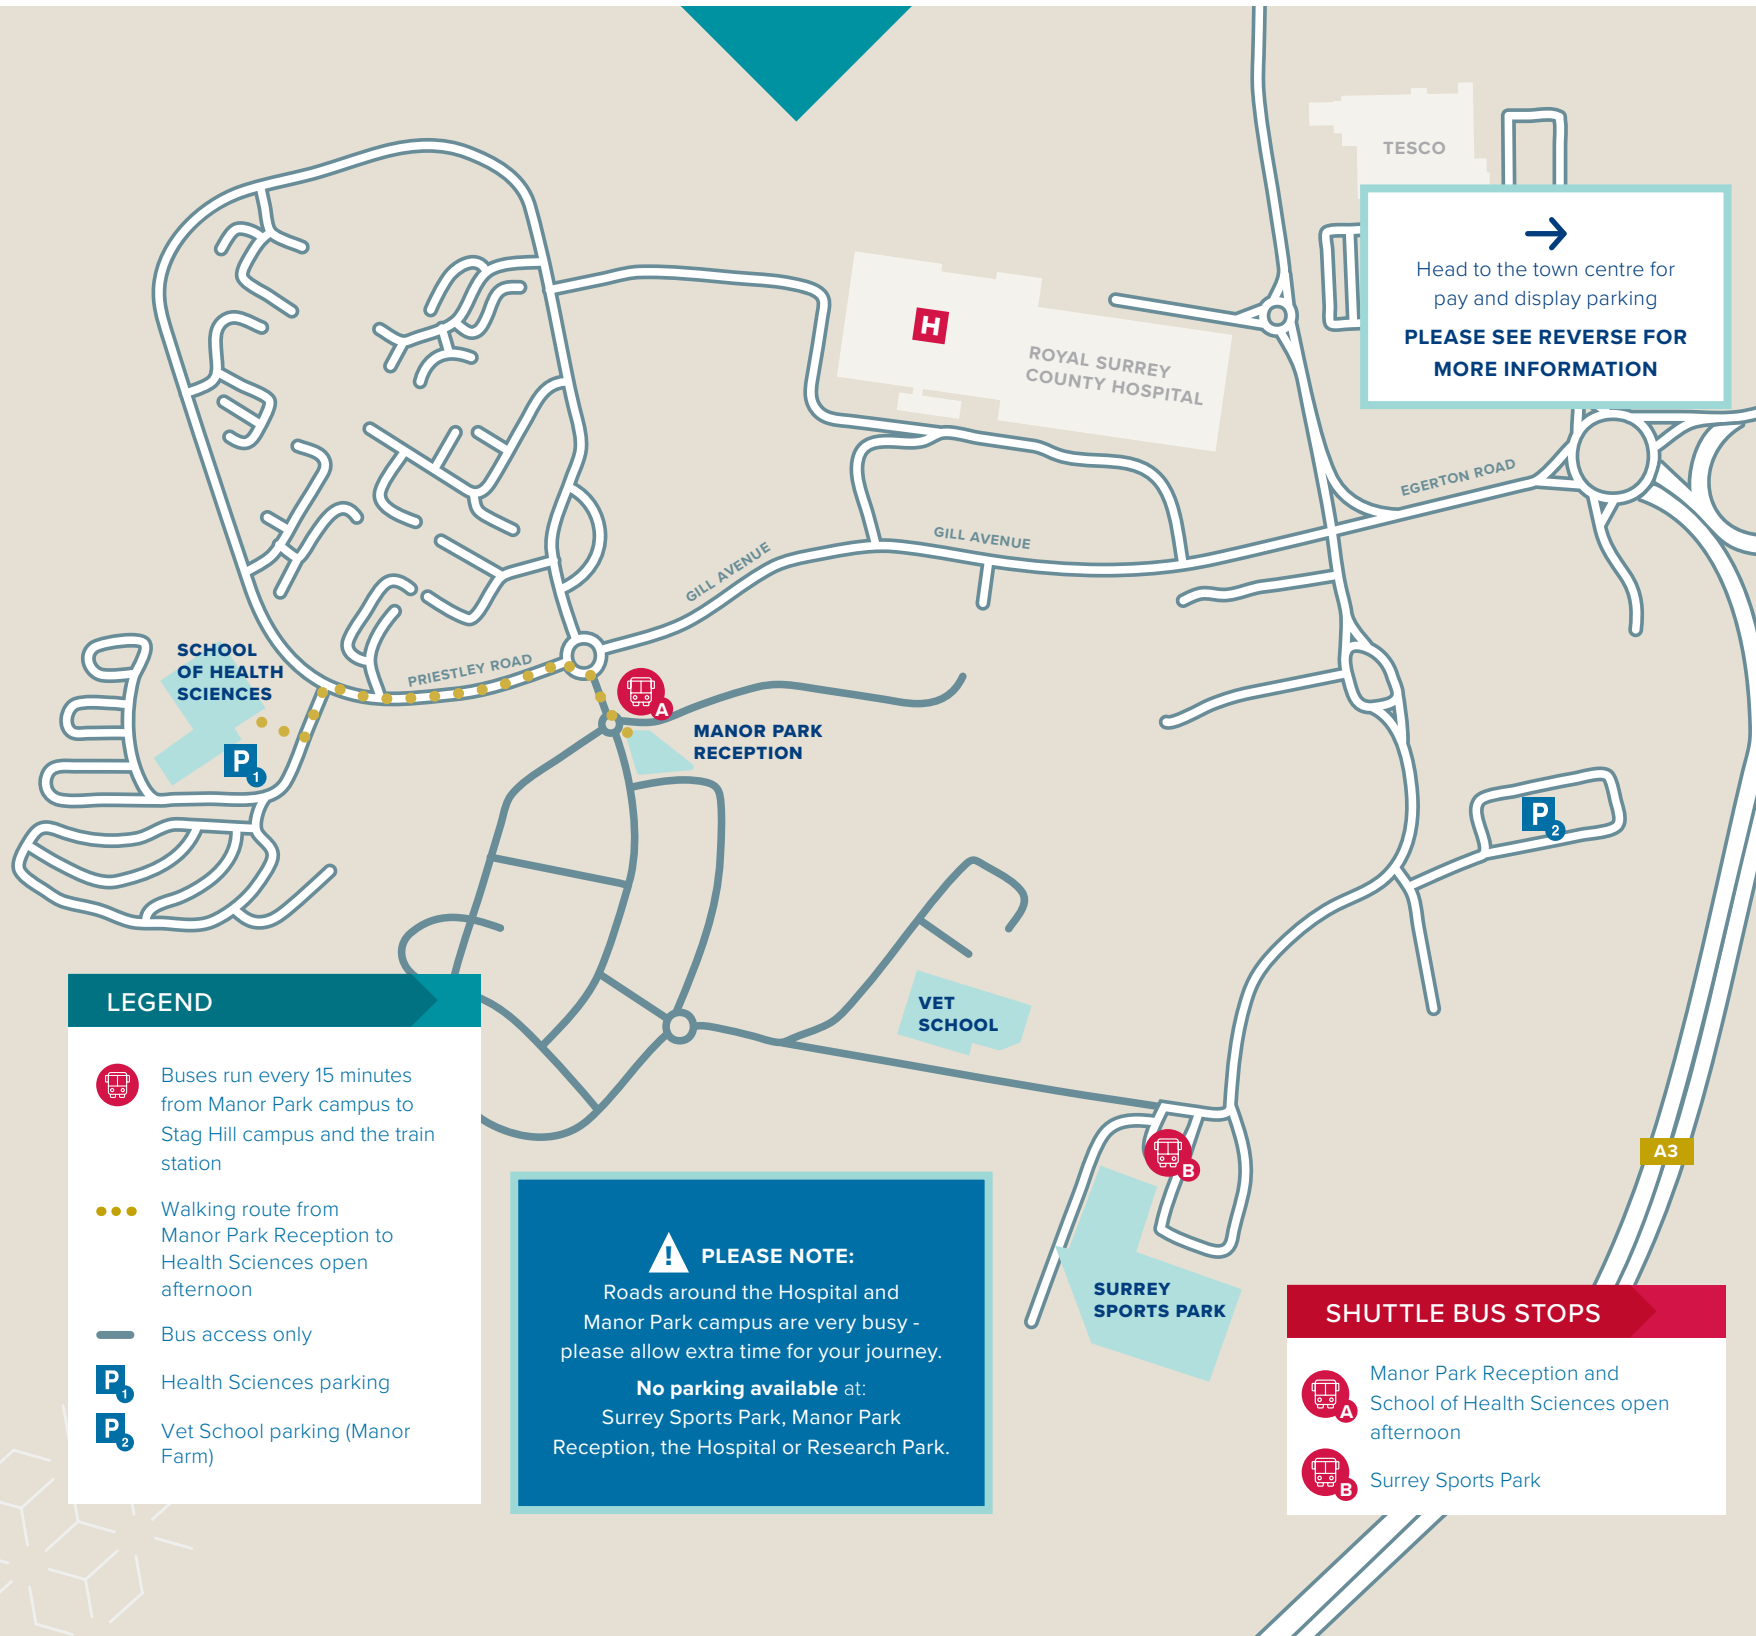 TESCO
Head to the town centre for
pay and display parking
PLEASE SEE REVERSE FOR
MORE INFORMATION
H
ROYAL SURREY
COUNTY HOSPITAL
EGERTON ROAD
GILL AVENUE
GILL AVENUE
SCHOOL
OF HEALTH
SCIENCES
PRIESTLEY ROAD
A
MANOR PARK
RECEPTION
P
1
P
2
VET
SCHOOL
B
SURREY
SPORTS PARK
A3
LEGEND
Buses run every 15 minutes
from Manor Park campus to
Stag Hill campus and the train
station
Walking route from
Manor Park Reception to
Health Sciences open
afternoon
Bus access only
P
1
Health Sciences parking
P
2
Vet School parking (Manor
Farm)
! PLEASE NOTE:
Roads around the Hospital and
Manor Park campus are very busy -
please allow extra time for your journey.
No parking available at:
Surrey Sports Park, Manor Park
Reception, the Hospital or Research Park.
SHUTTLE BUS STOPS
A
Manor Park Reception and
School of Health Sciences open
afternoon
B
Surrey Sports Park